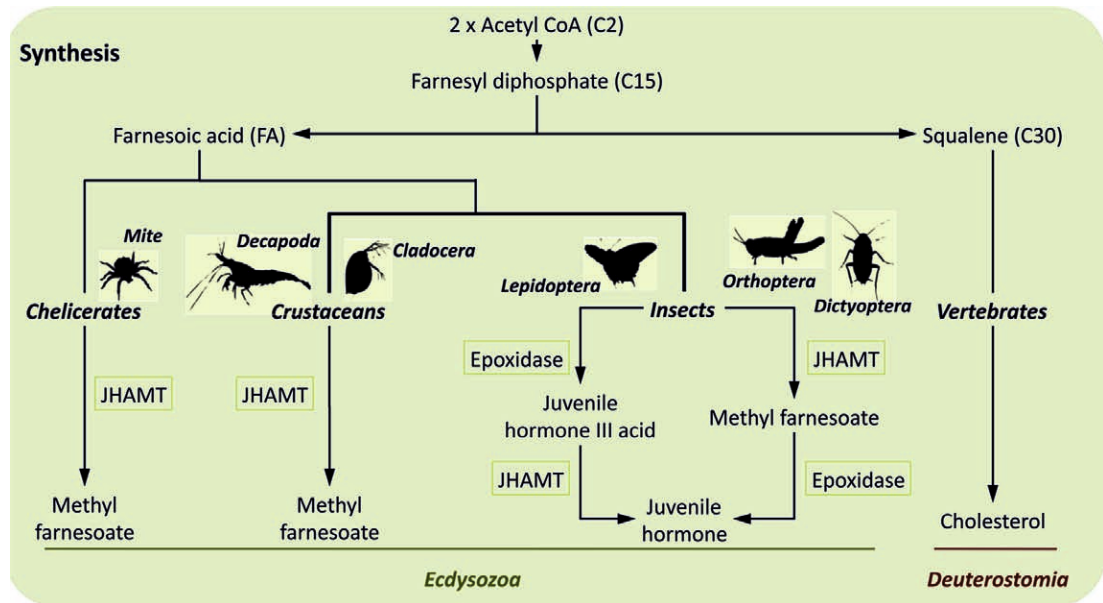 2 x Acetyl CoA (C2)
Synthesis
Farnesyl diphosphate (C15)
Farnesoic acid (FA)
Squalene (C30)
Mite
Decapoda
Cladocera
Lepidoptera
Orthoptera
Dictyoptera
Chelicerates
Crustaceans
Insects
Vertebrates
JHAMT
JHAMT
Epoxidase
JHAMT
Juvenile
hormone III acid
Methyl farnesoate
JHAMT
Epoxidase
Methyl
farnesoate
Methyl
farnesoate
Juvenile
hormone
Cholesterol
Ecdysozoa
Deuterostomia